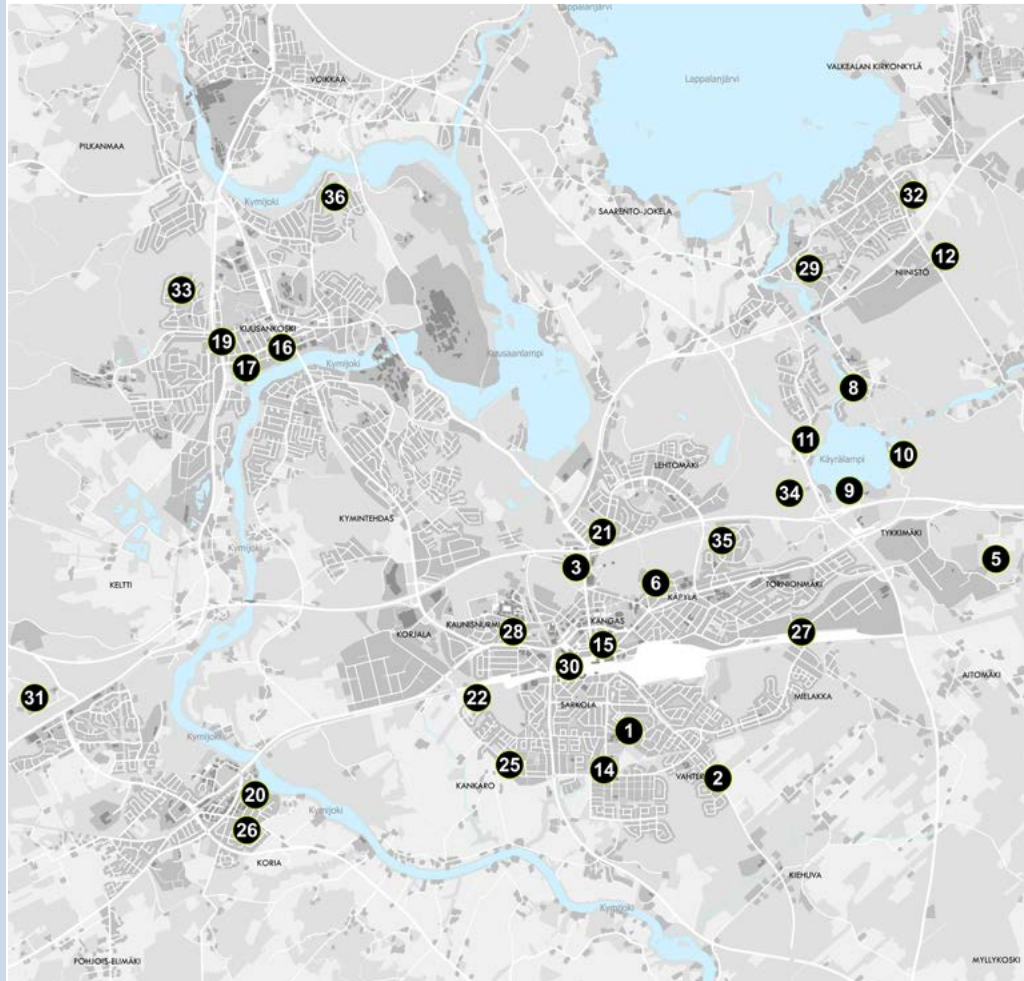 Lappalanjärvi
VALKEALAN KIRKONKYLÄ
VOIKKAA
Lappalanjärvi
PILKANMAA
36
Kymijoki
32
SAARENTO-JOKELA
12
29
NIINISTÖ
33
KUUSANKOSKI
19
16
17
Kymijoki
Kuusaanlampi
8
11
10
Käyrälampi
LEHTOMÄKI
34
9
KYMINTEHDAS
21
35
TYKKIMÄKI
Kymijoki
5
3
6
KELTTI
TORNIONMÄKI
KÄPYLÄ
KAUNISNURMI
28
KANGAS
27
KORJALA
15
30
AITOMÄKI
31
22
SARKOLA
MIELAKKA
Kymijoki
1
25
14
2
KANKARO
20
Kymijoki
26
KORIA
KIEHUVA
Kymijoki
POHJOIS-ELIMÄKI
MYLLYKOSKI